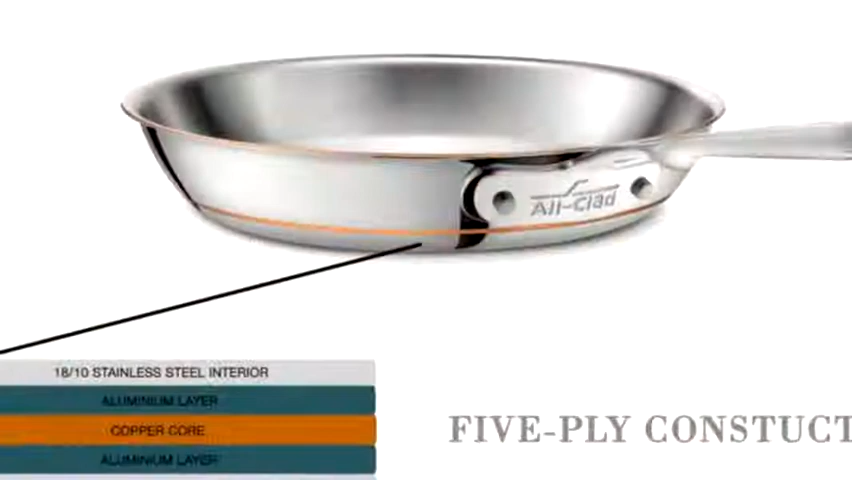 All-Clad
18/10 STAINLESS STEEL INTERIOR
ALUMINIUM LAYER
COPPER CORE
ALUMINIUM LAYER
FIVE-PLY CONSTUCT